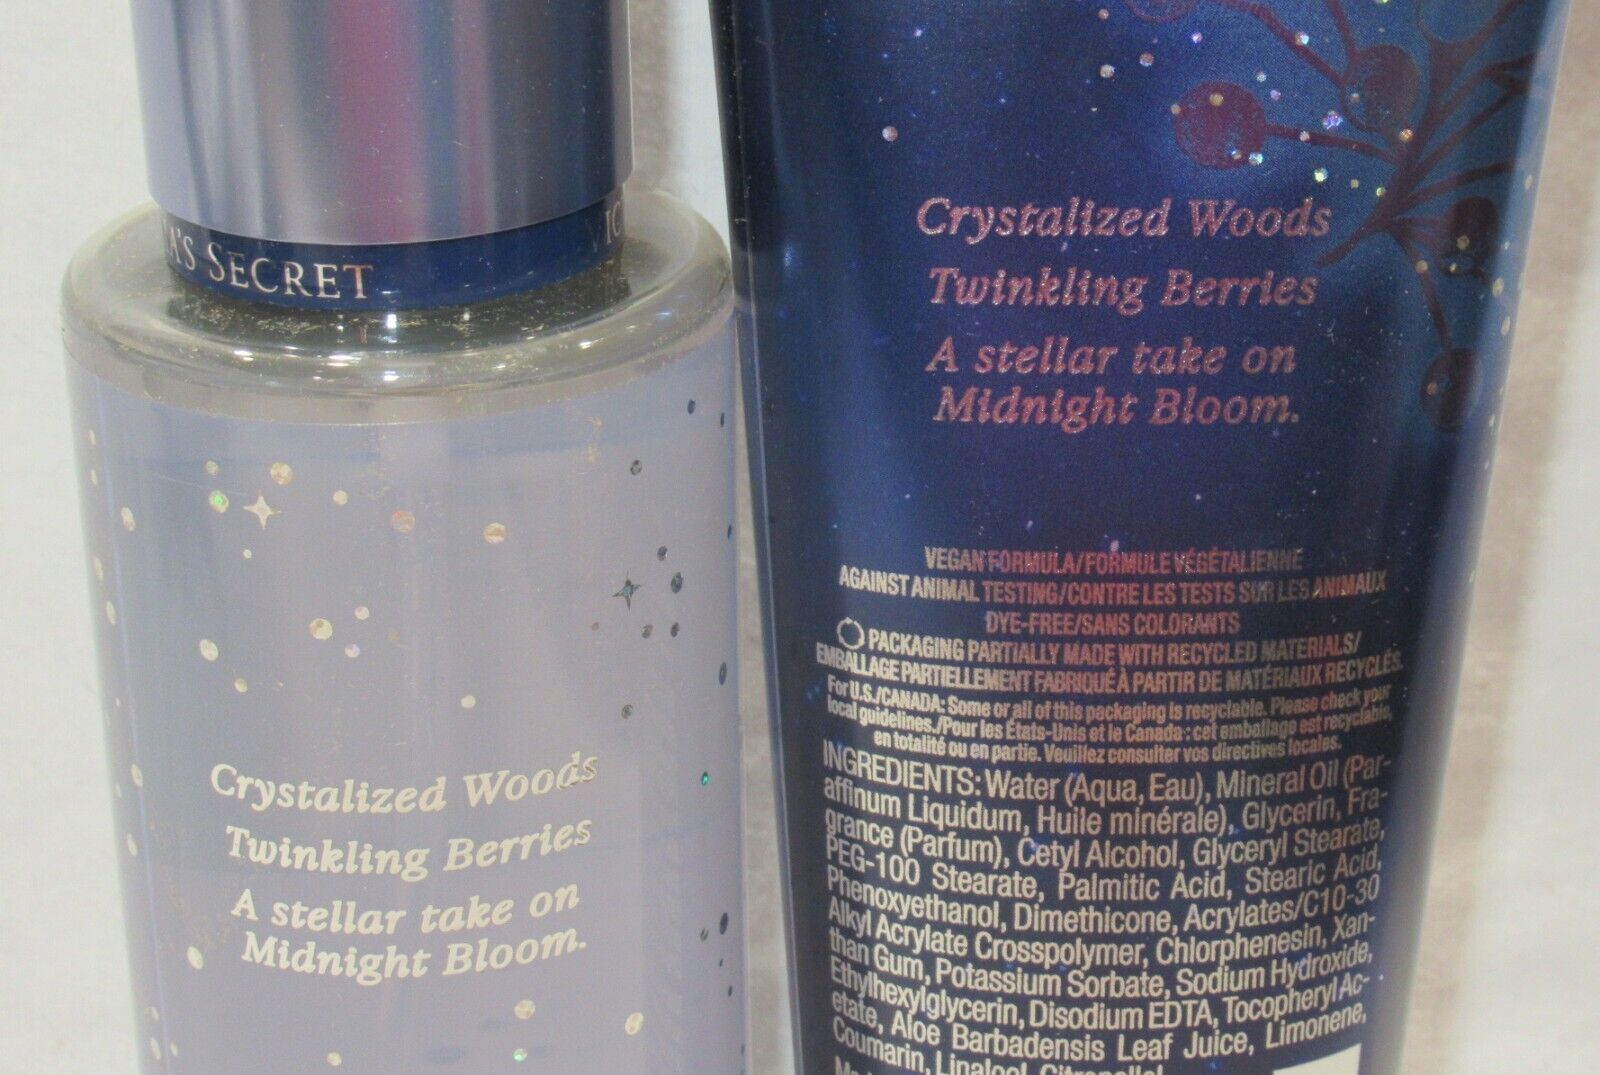 A'S SECRET
VIC
Crystalized Woods
Twinkling Berries
A stellar take on
Midnight Bloom.
Crystalized Woods
Twinkling Berries
A stellar take on
Midnight Bloom.
VEGAN FORMULA/FORMULE VÉGÉTALIENNE
AGAINST ANIMAL TESTING/CONTRE LES TESTS SUR LES ANIMAUX
DYE-FREE/SANS COLORANTS
PACKAGING PARTIALLY MADE WITH RECYCLED MATERIALS/
EMBALLAGE PARTIELLEMENT FABRIQUÉ À PARTIR DE MATÉRIAUX RECYCLÉS.
For U.S./CANADA: Some or all of this packaging is recyclable. Please check your
local guidelines./Pour les États-Unis et le Canada: cet emballage est recyclable,
en totalité ou en partie. Veuillez consulter vos directives locales.
INGREDIENTS: Water (Aqua, Eau), Mineral Oil (Par-
affinum Liquidum, Huile minérale), Glycerin, Fra-
grance (Parfum), Cetyl Alcohol, Glyceryl Stearate,
PEG-100 Stearate, Palmitic Acid, Stearic Acid,
Phenoxyethanol, Dimethicone, Acrylates/C10-30
Alkyl Acrylate Crosspolymer, Chlorphenesin, Xan-
than Gum, Potassium Sorbate, Sodium Hydroxide,
Ethylhexylglycerin, Disodium EDTA, Tocopheryl Ac-
etate, Aloe Barbadensis Leaf Juice, Limonene,
Coumarin, Linalool, Citronellol